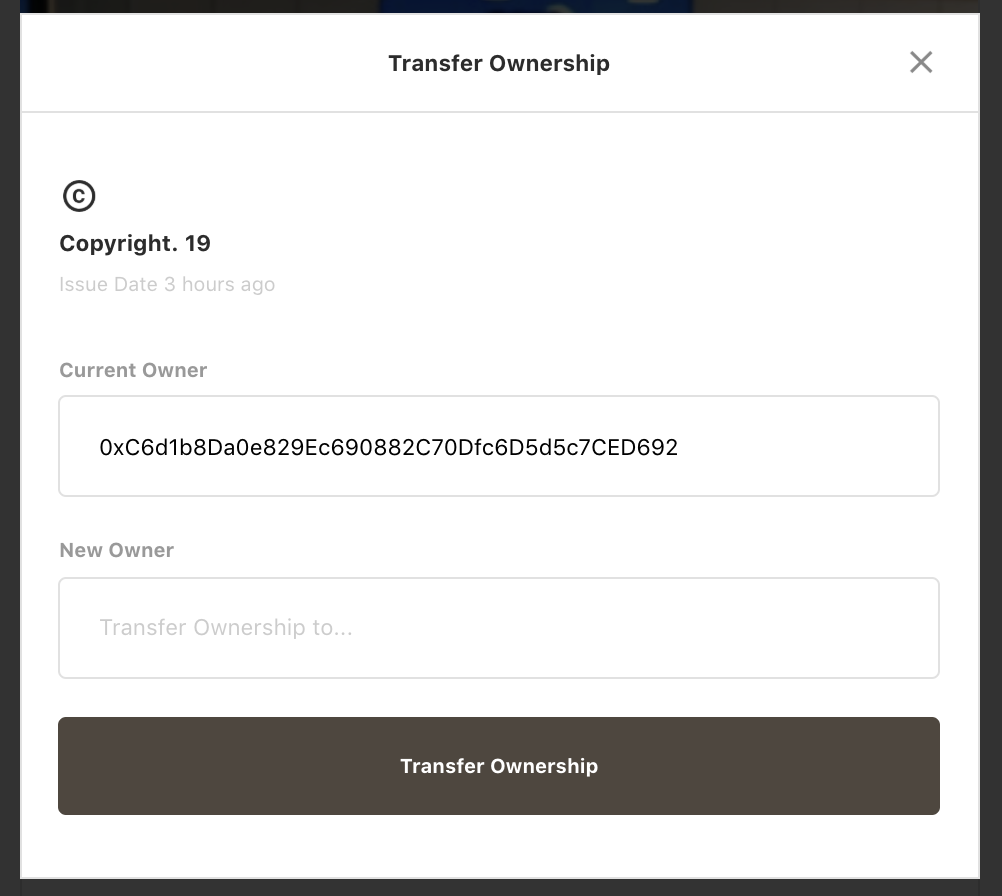 Transfer Ownership
©
Copyright. 19
Issue Date 3 hours ago
Current Owner
0xC6d1b8Da0e829Ec690882C70Dfc6D5d5c7CED692
New Owner
Transfer Ownership to...
Transfer Ownership